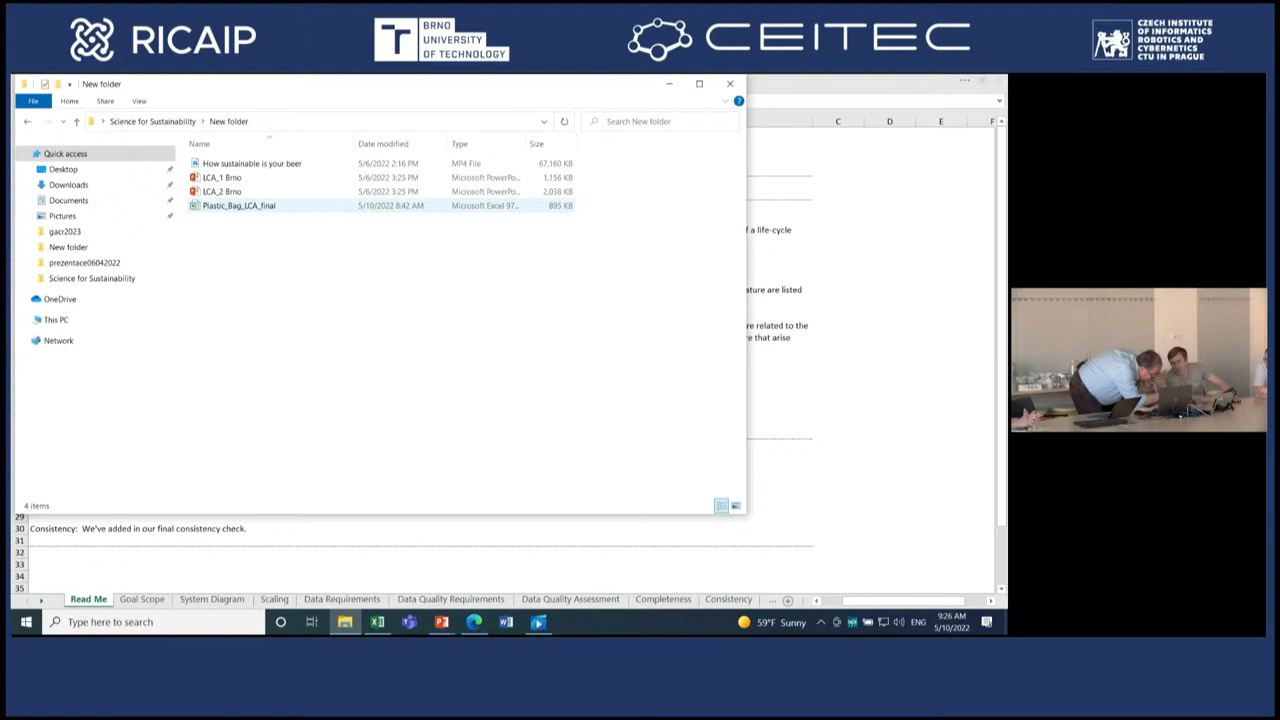 RICAIP
BRNO
UNIVERSITY
OF TECHNOLOGY
CEITEC
CZECH INSTITUTE
OF INFORMATICS
ROBOTICS AND
CYBERNETICS
CTU IN PRAGUE
New folder
File Home Share View
Science for Sustainability > New folder
Search New folder
Name Date modified Type Size
How sustainable is your beer 5/6/2022 2:16 PM MP4 File 67,160 KB
LCA_1 Brno 5/6/2022 3:25 PM Microsoft PowerPo... 1,156 KB
LCA_2 Brno 5/6/2022 3:25 PM Microsoft PowerPo... 2,038 KB
Plastic_Bag_LCA_final 5/10/2022 8:42 AM Microsoft Excel 97... 895 KB
Quick access
Desktop
Downloads
Documents
Pictures
gacr2023
New folder
prezentace06042022
Science for Sustainability
OneDrive
This PC
Network
4 items
C D E F
f a life-cycle
ature are listed
re related to the
e that arise
29
30 Consistency: We've added in our final consistency check.
31
32
33
34
35
Read Me Goal Scope System Diagram Scaling Data Requirements Data Quality Requirements Data Quality Assessment Completeness Consistency ...
Type here to search
59°F Sunny
ENG
9:26 AM
5/10/2022